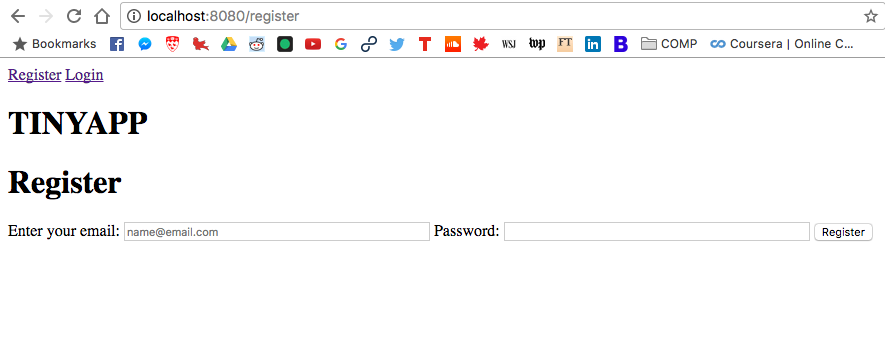 localhost:8080/register
Bookmarks WSJ wp FT in B COMP Coursera | Online C...
Register Login
TINYAPP
Register
Enter your email: name@email.com Password: Register